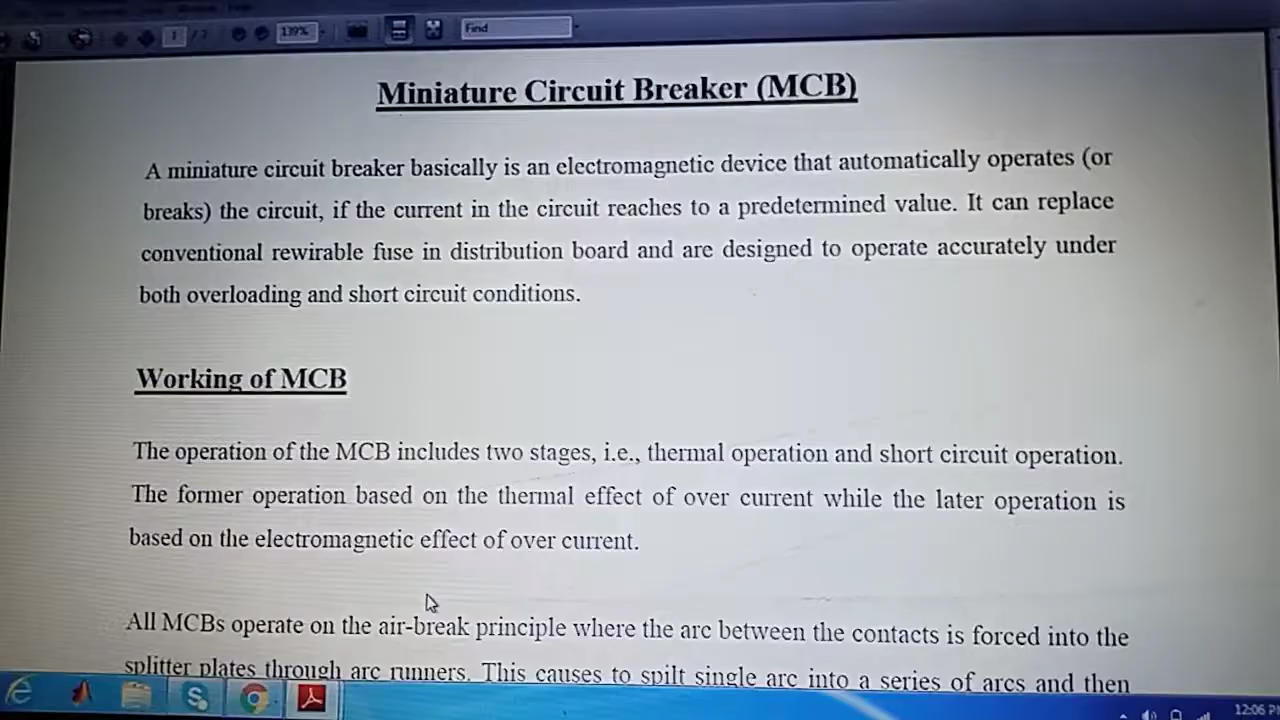 1 / 7
139%
Find
Miniature Circuit Breaker (MCB)
A miniature circuit breaker basically is an electromagnetic device that automatically operates (or
breaks) the circuit, if the current in the circuit reaches to a predetermined value. It can replace
conventional rewirable fuse in distribution board and are designed to operate accurately under
both overloading and short circuit conditions.
Working of MCB
The operation of the MCB includes two stages, i.e., thermal operation and short circuit operation.
The former operation based on the thermal effect of over current while the later operation is
based on the electromagnetic effect of over current.
All MCBs operate on the air-break principle where the arc between the contacts is forced into the
splitter plates through arc runners. This causes to spilt single arc into a series of arcs and then
12:06 P